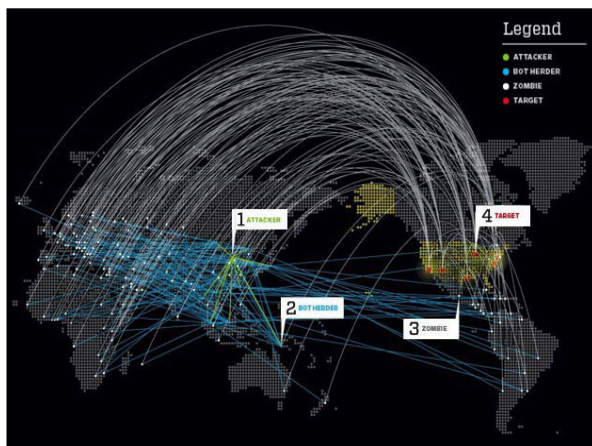 Legend
ATTACKER
BOT HERDER
ZOMBIE
TARGET
1 ATTACKER
4 TARGET
2 BOT HERDER
3 ZOMBIE